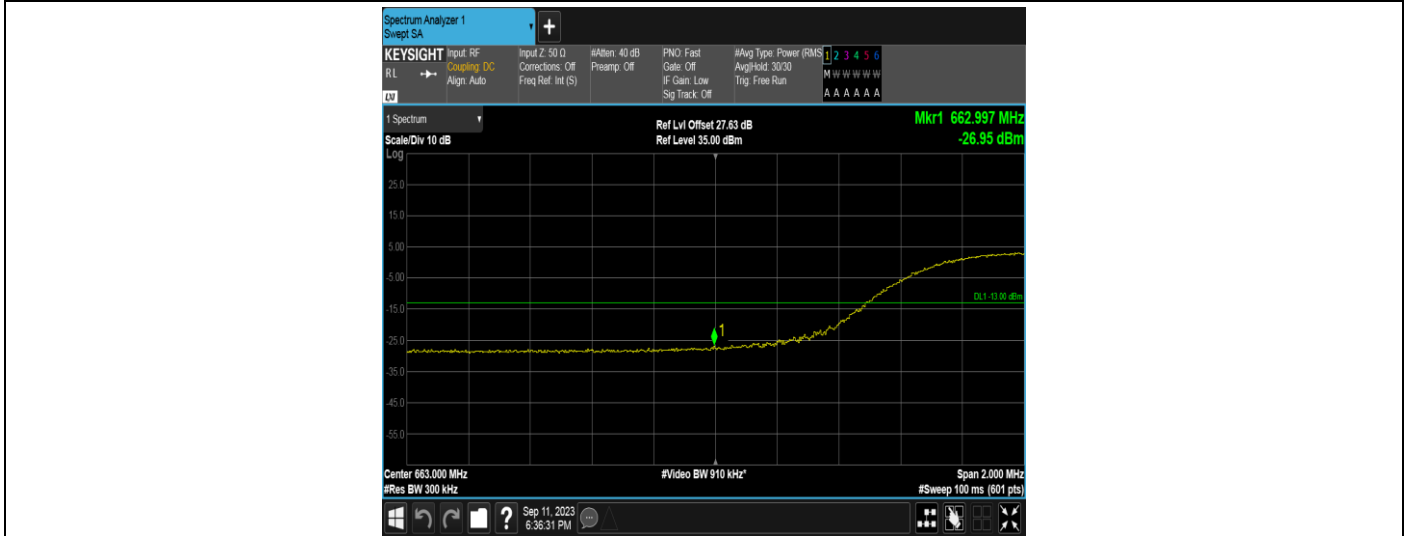 Spectrum Analyzer 1
Swept SA
+
KEYSIGHT
RL
LXI
Input: RF
Coupling: DC
Align: Auto
Input Z: 50 Ω
Corrections: Off
Freq Ref: Int (S)
#Atten: 40 dB
Preamp: Off
PNO: Fast
Gate: Off
IF Gain: Low
Sig Track: Off
#Avg Type: Power (RMS
Avg|Hold: 30/30
Trig: Free Run
1 2 3 4 5 6
M W W W W W
A A A A A A
1 Spectrum
Scale/Div 10 dB
Ref Lvl Offset 27.63 dB
Ref Level 35.00 dBm
Mkr1 662.997 MHz
-26.95 dBm
Log
25.0
15.0
5.00
-5.00
DL1 -13.00 dBm
-15.0
1
-25.0
-35.0
-45.0
-55.0
Center 663.000 MHz
#Res BW 300 kHz
#Video BW 910 kHz*
Span 2.000 MHz
#Sweep 100 ms (601 pts)
?
Sep 11, 2023
6:36:31 PM